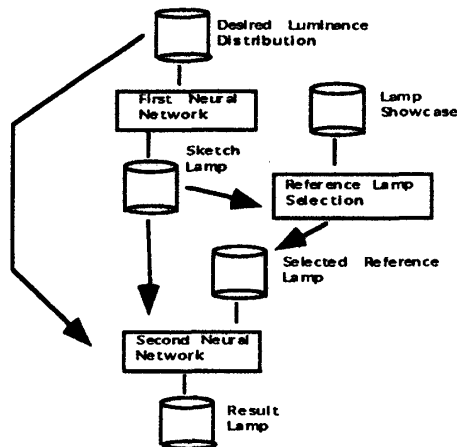 Desired Luminance
Distribution
First Neural
Network
Lamp
Showcase
Sketch
Lamp
Reference Lamp
Selection
Selected Reference
Lamp
Second Neural
Network
Result
Lamp